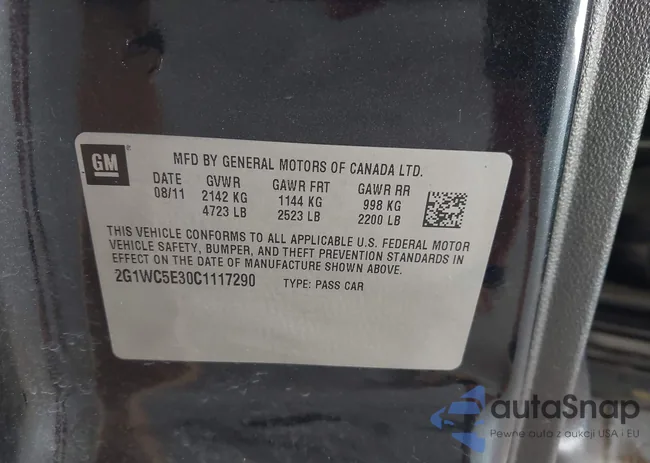 GM
MFD BY GENERAL MOTORS OF CANADA LTD.
DATE GVWR GAWR FRT GAWR RR
08/11 2142 KG 1144 KG 998 KG
4723 LB 2523 LB 2200 LB
THIS VEHICLE CONFORMS TO ALL APPLICABLE U.S. FEDERAL MOTOR
VEHICLE SAFETY, BUMPER, AND THEFT PREVENTION STANDARDS IN
EFFECT ON THE DATE OF MANUFACTURE SHOWN ABOVE.
2G1WC5E30C1117290 TYPE: PASS CAR
autaSnap
Pewne auta z aukcji USA i EU